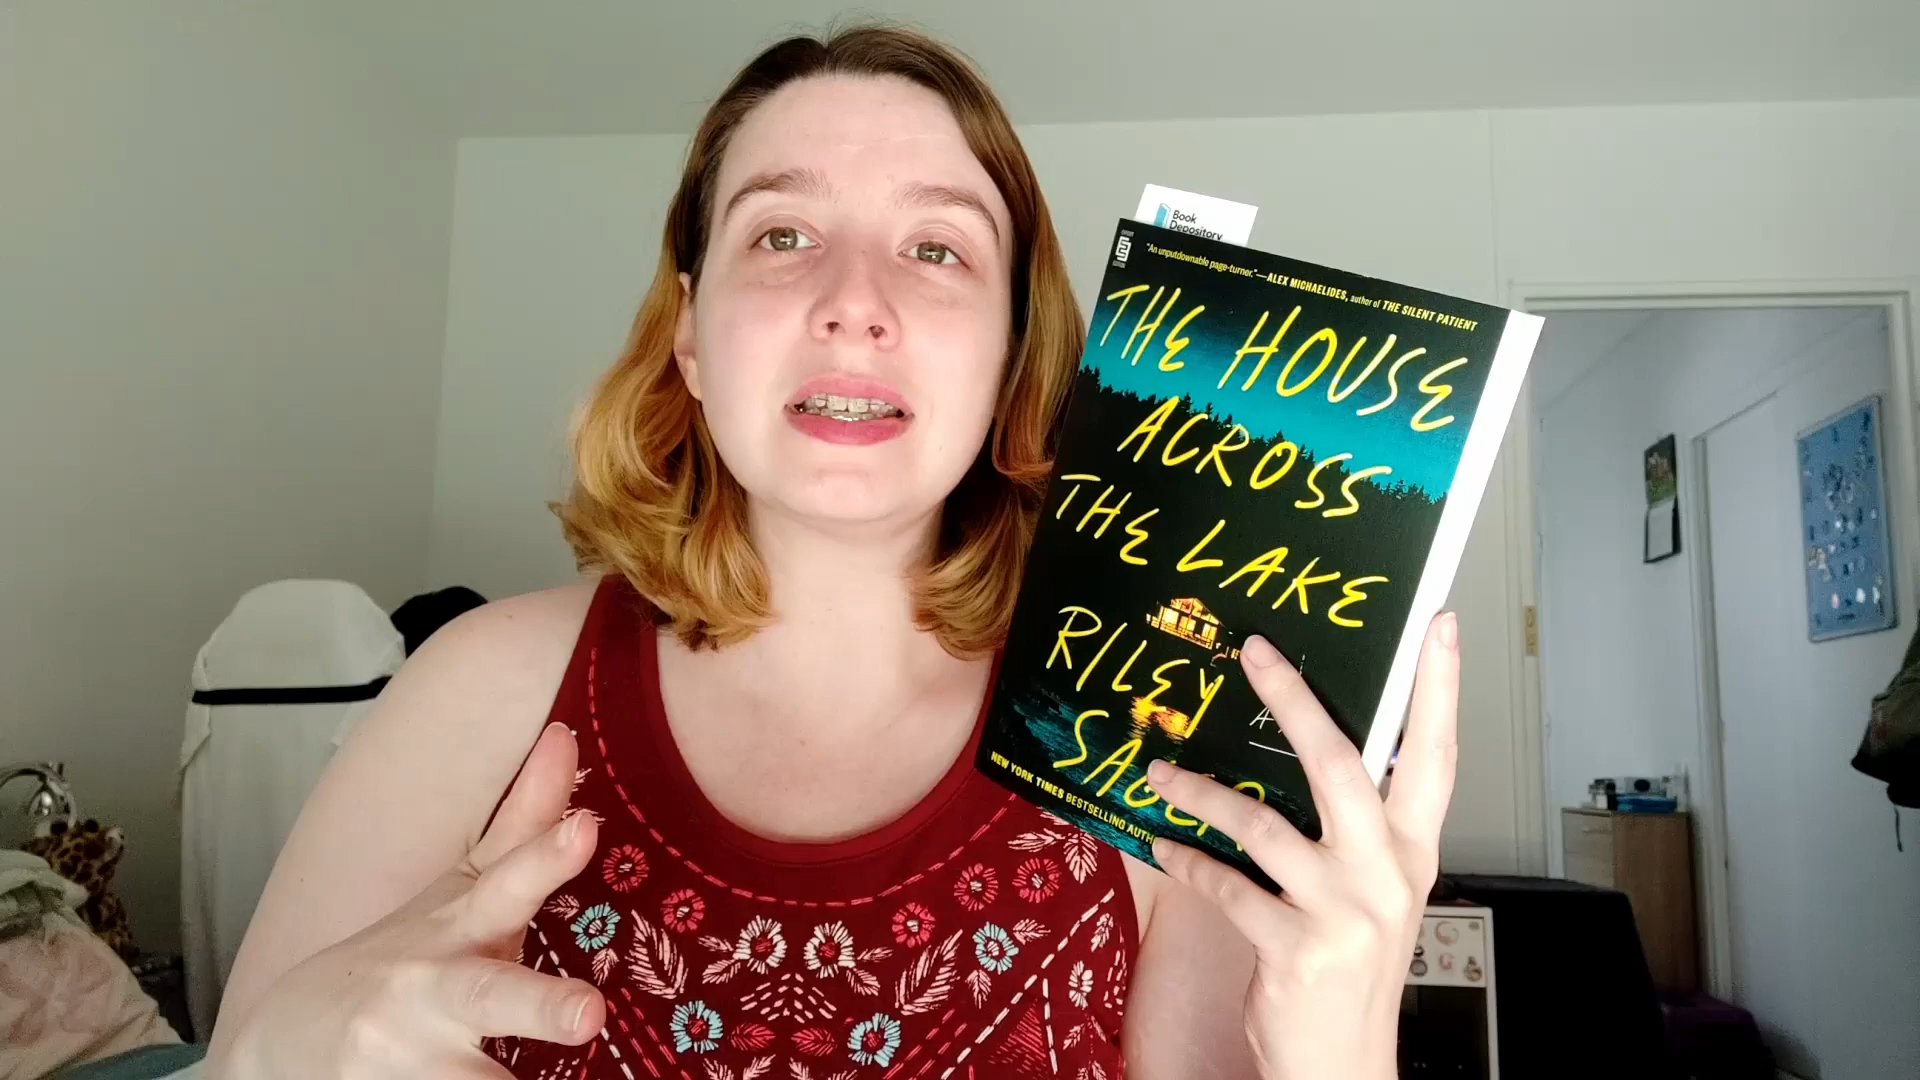 Book
Depository
"An unputdownable page-turner."—ALEX MICHAELIDES, author of THE SILENT PATIENT
THE HOUSE
ACROSS
THE LAKE
RILEY
SAGER
NEW YORK TIMES BESTSELLING